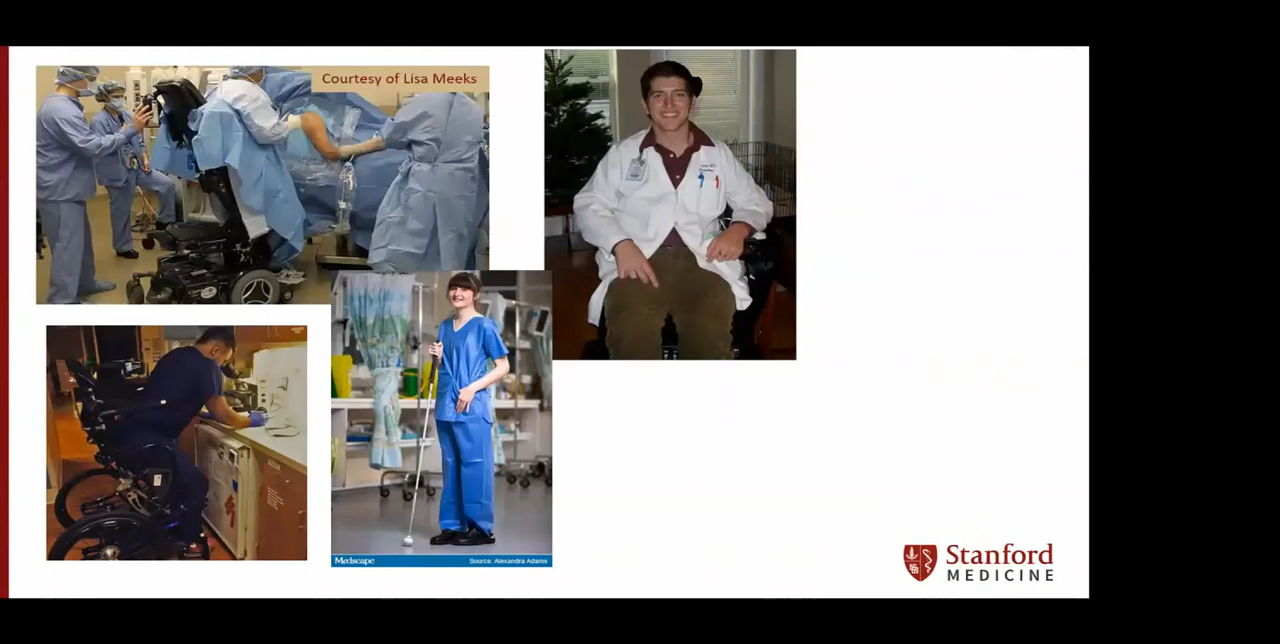 Courtesy of Lisa Meeks
Medscape
Source: Alexandra Adams
Stanford
MEDICINE